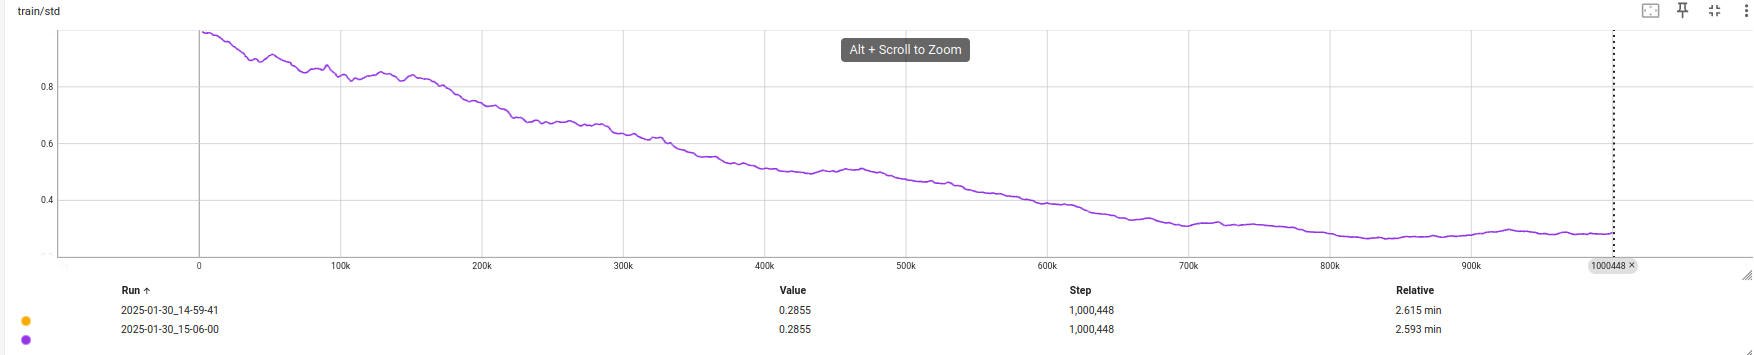 train/std
Alt + Scroll to Zoom
0.8
0.6
0.4
0 100k 200k 300k 400k 500k 600k 700k 800k 900k 1000448 ×
Run ↑ Value Step Relative
2025-01-30_14-59-41 0.2855 1,000,448 2.615 min
2025-01-30_15-06-00 0.2855 1,000,448 2.593 min